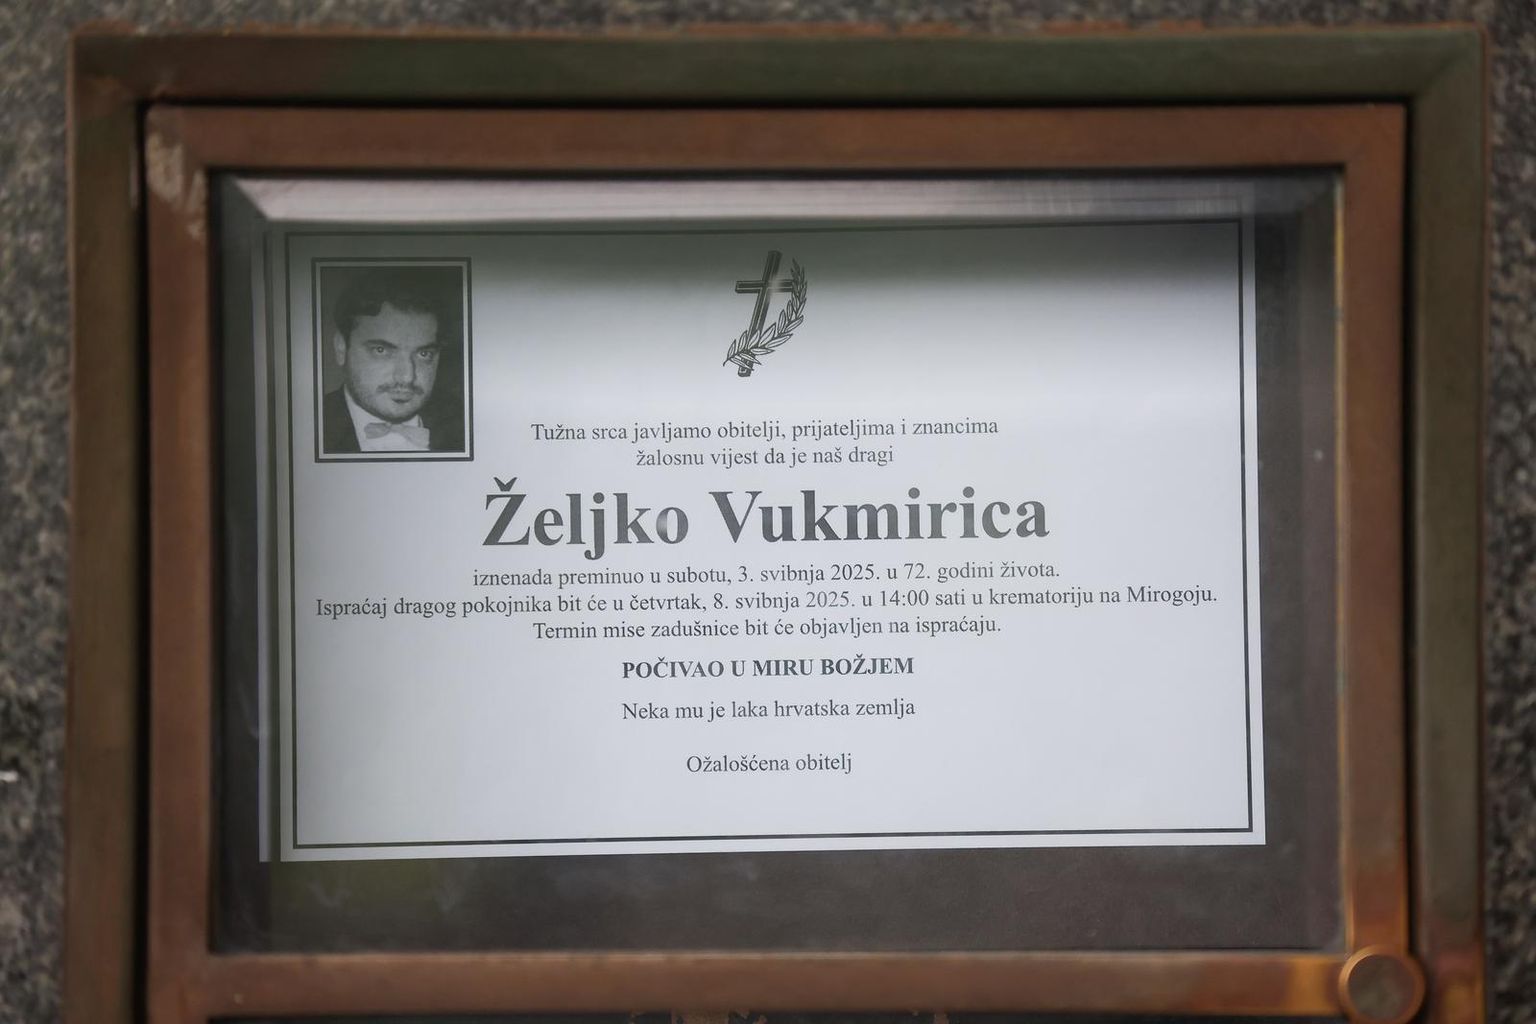 Tužna srca javljamo obitelji, prijateljima i znancima
žalosnu vijest da je naš dragi
Željko Vukmirica
iznenada preminuo u subotu, 3. svibnja 2025. u 72. godini života.
Ispraćaj dragog pokojnika bit će u četvrtak, 8. svibnja 2025. u 14:00 sati u krematoriju na Mirogoju.
Termin mise zadušnice bit će objavljen na ispraćaju.
POČIVAO U MIRU BOŽJEM
Neka mu je laka hrvatska zemlja
Ožalošćena obitelj